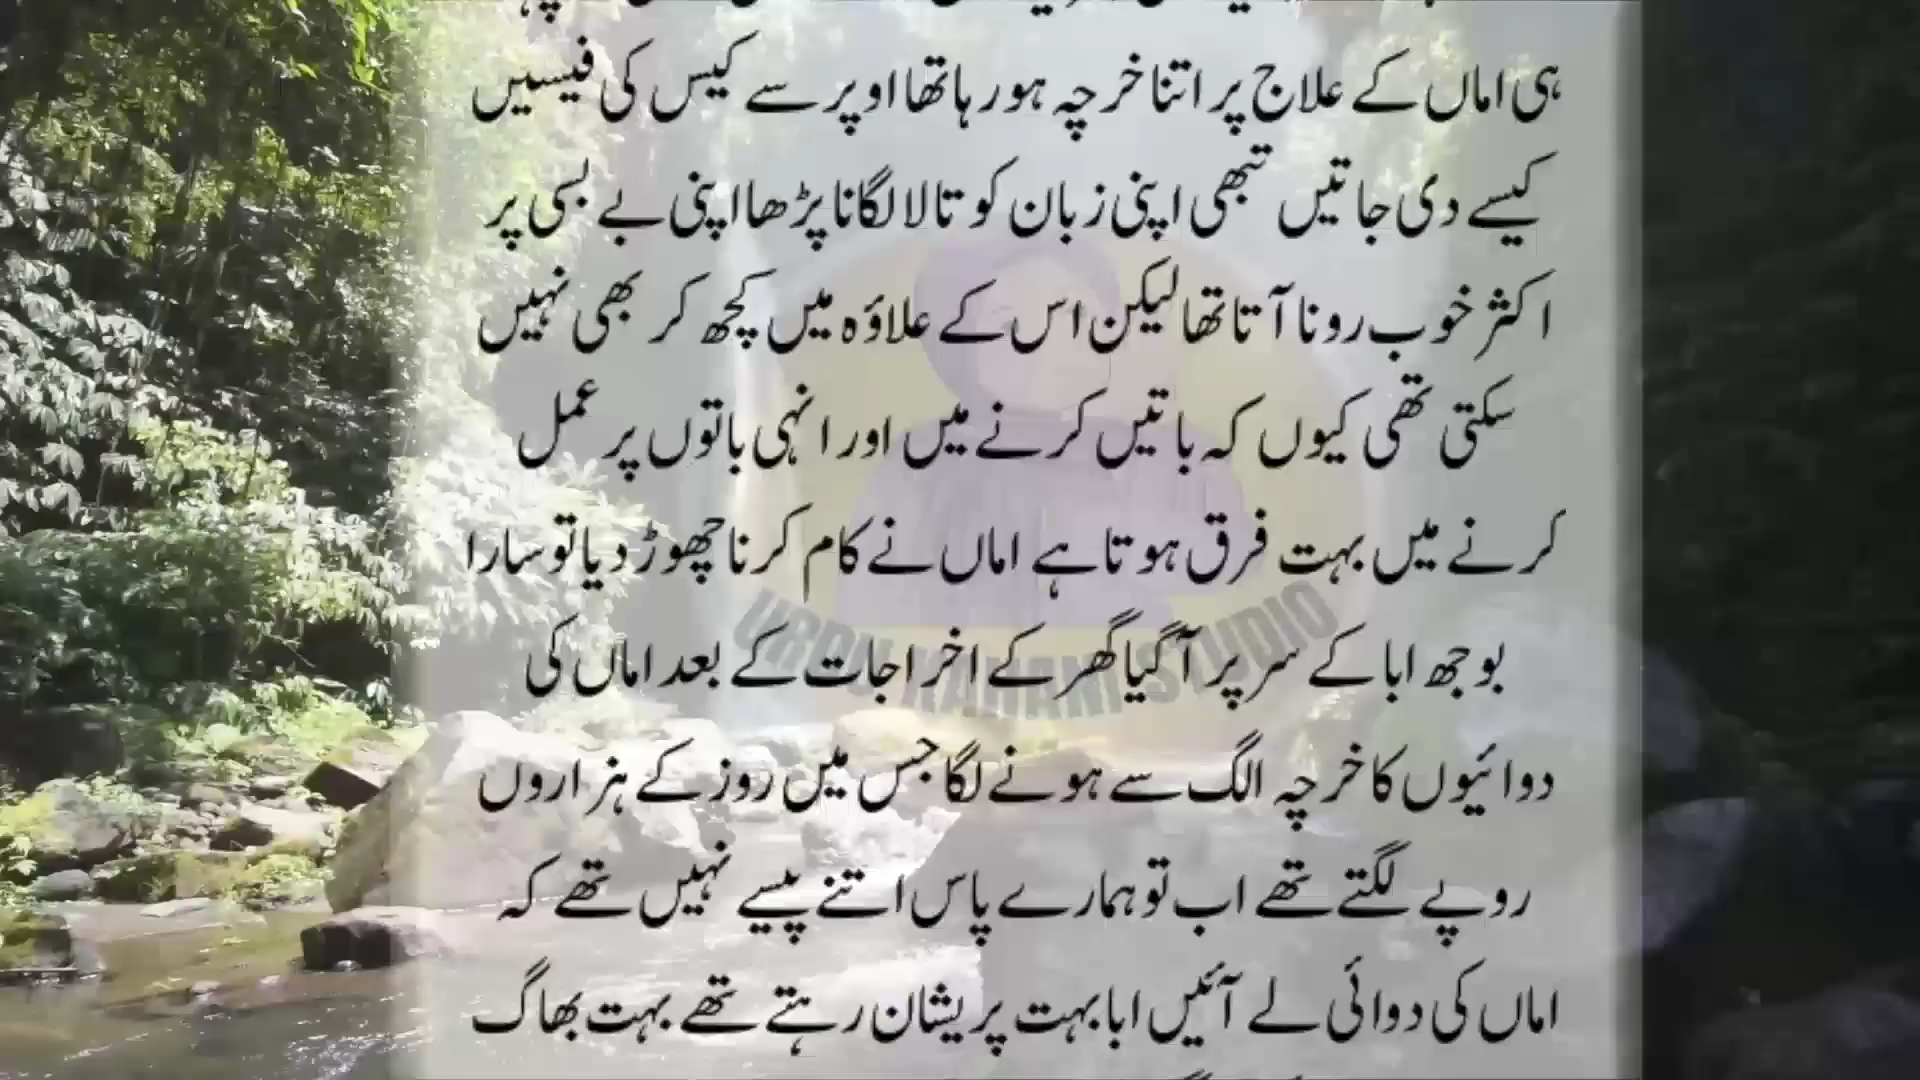 ہی اماں کے علاج پر اتنا خرچہ ہو رہا تھا اوپر سے کیس کی فیسیں
کیسے دی جاتیں تبھی اپنی زبان کو تالا لگانا پڑھا اپنی بے بسی پر
اکثر خوب رونا آتا تھا لیکن اس کے علاؤہ میں کچھ کر بھی نہیں
سکتی تھی کیوں کہ باتیں کرنے میں اور انہی باتوں پر عمل
کرنے میں بہت فرق ہوتا ہے اماں نے کام کرنا چھوڑ دیا تو سارا
بوجھ ابا کے سر پر آ گیا گھر کے اخراجات کے بعد اماں کی
URDU KAHANI STUDIO
دوائیوں کا خرچہ الگ سے ہونے لگا جس میں روز کے ہزاروں
روپے لگتے تھے اب تو ہمارے پاس اتنے پیسے نہیں تھے کہ
اماں کی دوائی لے آئیں ابا بہت پریشان رہتے تھے بہت بھاگ